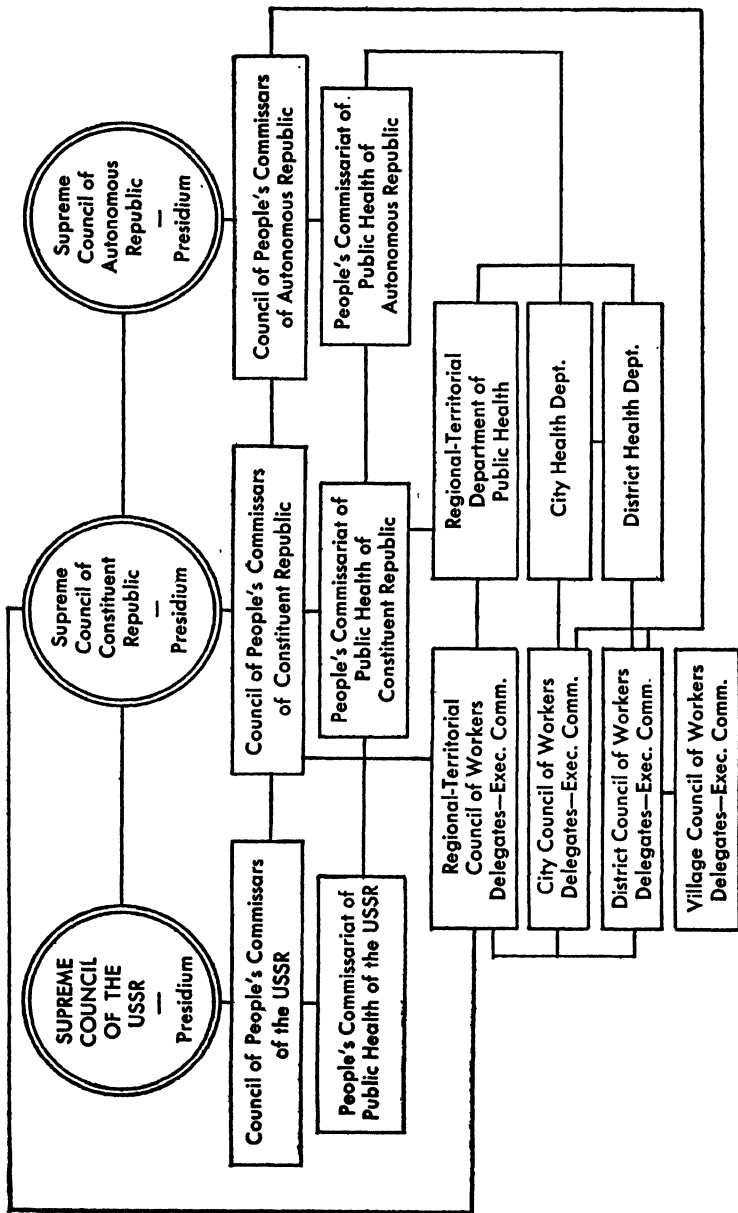 SUPREME
COUNCIL
OF THE
USSR
—
Presidium
Supreme
Council of
Constituent
Republic
—
Presidium
Supreme
Council of
Autonomous
Republic
—
Presidium
Council of People's Commissars
of the USSR
Council of People's Commissars
of Constituent Republic
Council of People's Commissars
of Autonomous Republic
People's Commissariat of
Public Health of the USSR
People's Commissariat of
Public Health of
Constituent Republic
People's Commissariat of.
Public Health of
Autonomous Republic
Regional-Territorial
Council of Workers
Delegates—Exec. Comm.
Regional-Territorial
Department of
Public Health
City Council of Workers
Delegates—Exec. Comm.
City Health Dept.
District Council of Workers
Delegates—Exec. Comm.
District Health Dept.
Village Council of Workers
Delegates—Exec. Comm.